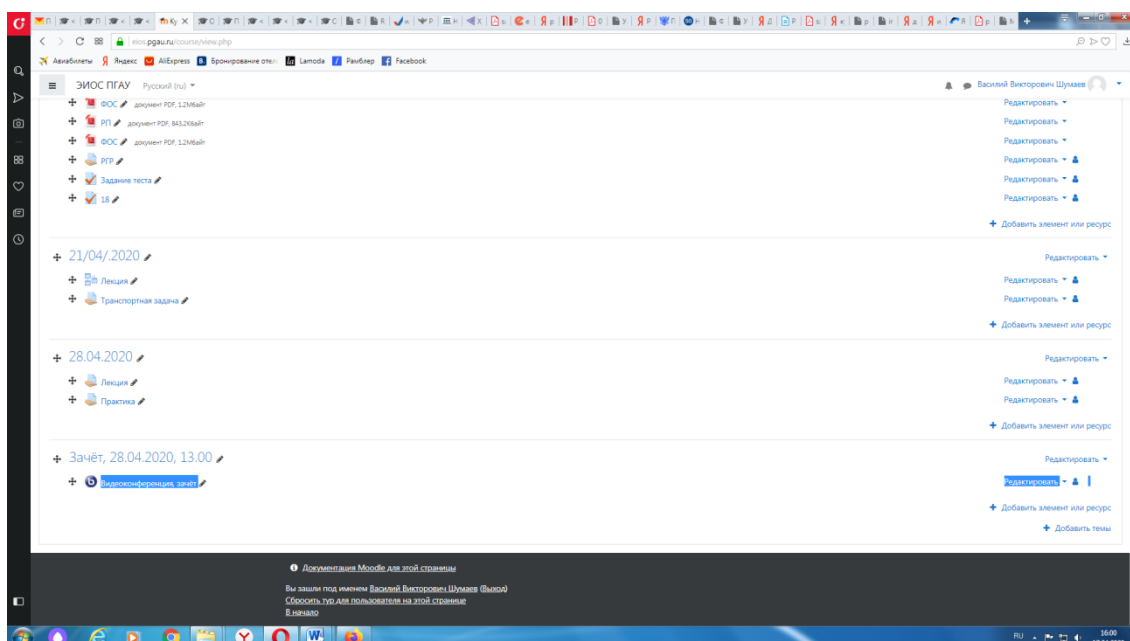 eios.pgau.ru/course/view.php
Авиабилеты Яндекс AliExpress Бронирование отел Lamoda Рамблер Facebook
ЭИОС ПГАУ Русский (ru) Василий Викторович Шумаев
ФОС документ PDF, 1.2Мбайт Редактировать
РП документ PDF, 843.2Кбайт Редактировать
ФОС документ PDF, 1.2Мбайт Редактировать
РГР Редактировать
Задание теста Редактировать
18 Редактировать
Добавить элемент или ресурс
21/04/.2020 Редактировать
Лекция Редактировать
Транспортная задача Редактировать
Добавить элемент или ресурс
28.04.2020 Редактировать
Лекция Редактировать
Практика Редактировать
Добавить элемент или ресурс
Зачёт, 28.04.2020, 13.00 Редактировать
Видеоконференция, зачёт Редактировать
Добавить элемент или ресурс
Добавить темы
Документация Moodle для этой страницы
Вы зашли под именем Василий Викторович Шумаев (Выход)
Сбросить тур для пользователя на этой странице
В начало
RU 16:00